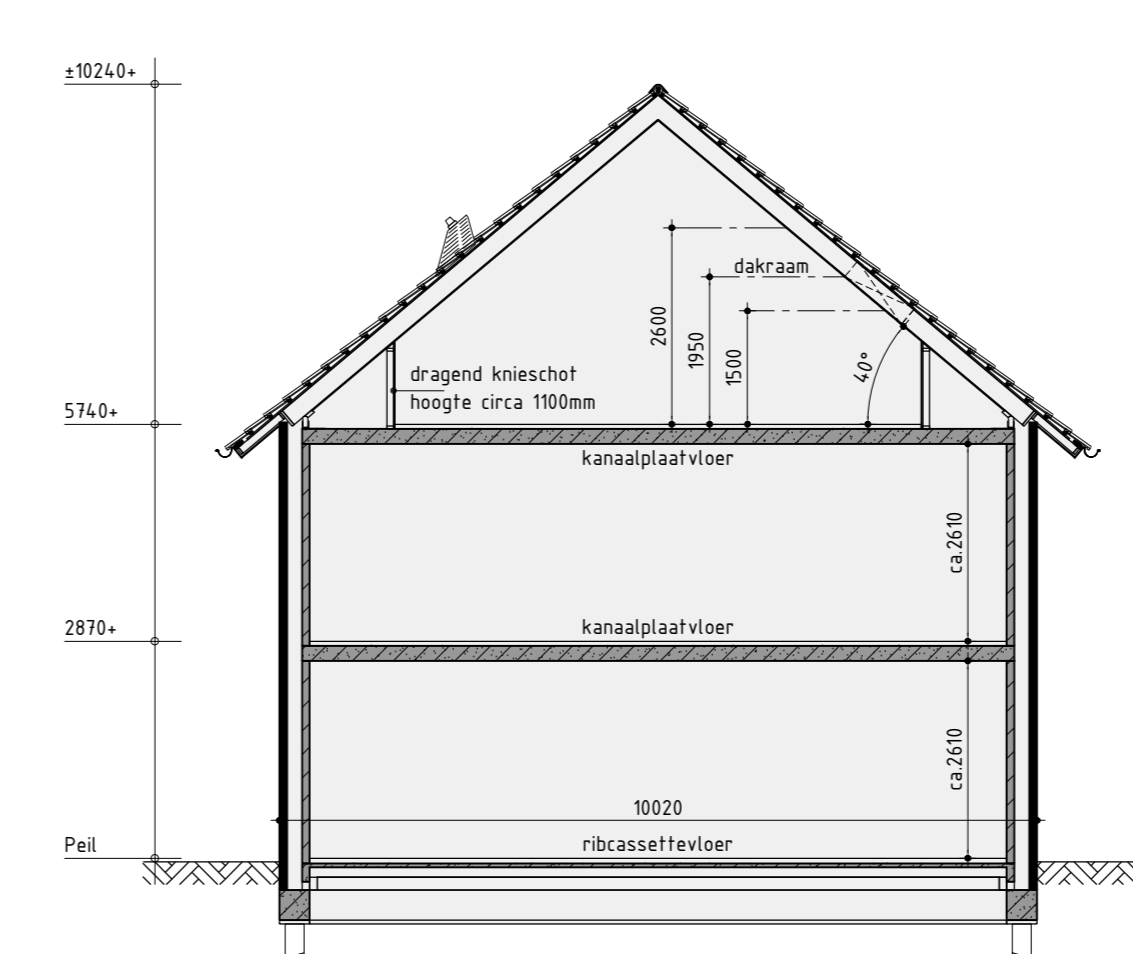 ±10240+
dakraam
2600
1950
1500
40°
dragend knieschot
hoogte circa 1100mm
5740+
kanaalplaatvloer
ca.2610
2870+
kanaalplaatvloer
ca.2610
10020
Peil
ribcassettevloer